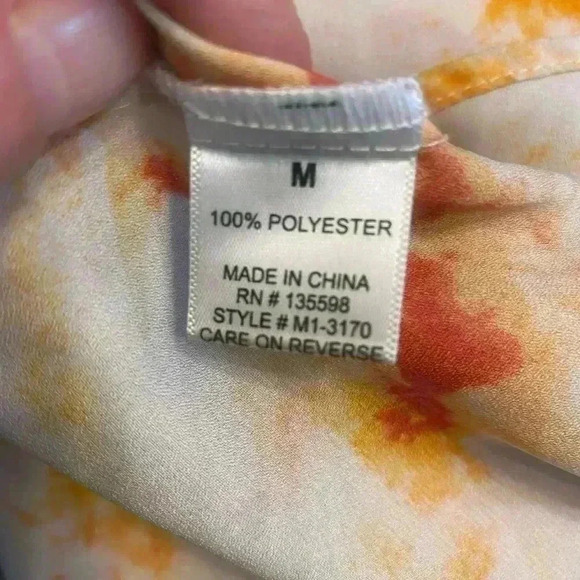 M
100% POLYESTER
MADE IN CHINA
RN # 135598
STYLE # M1-3170
CARE ON REVERSE